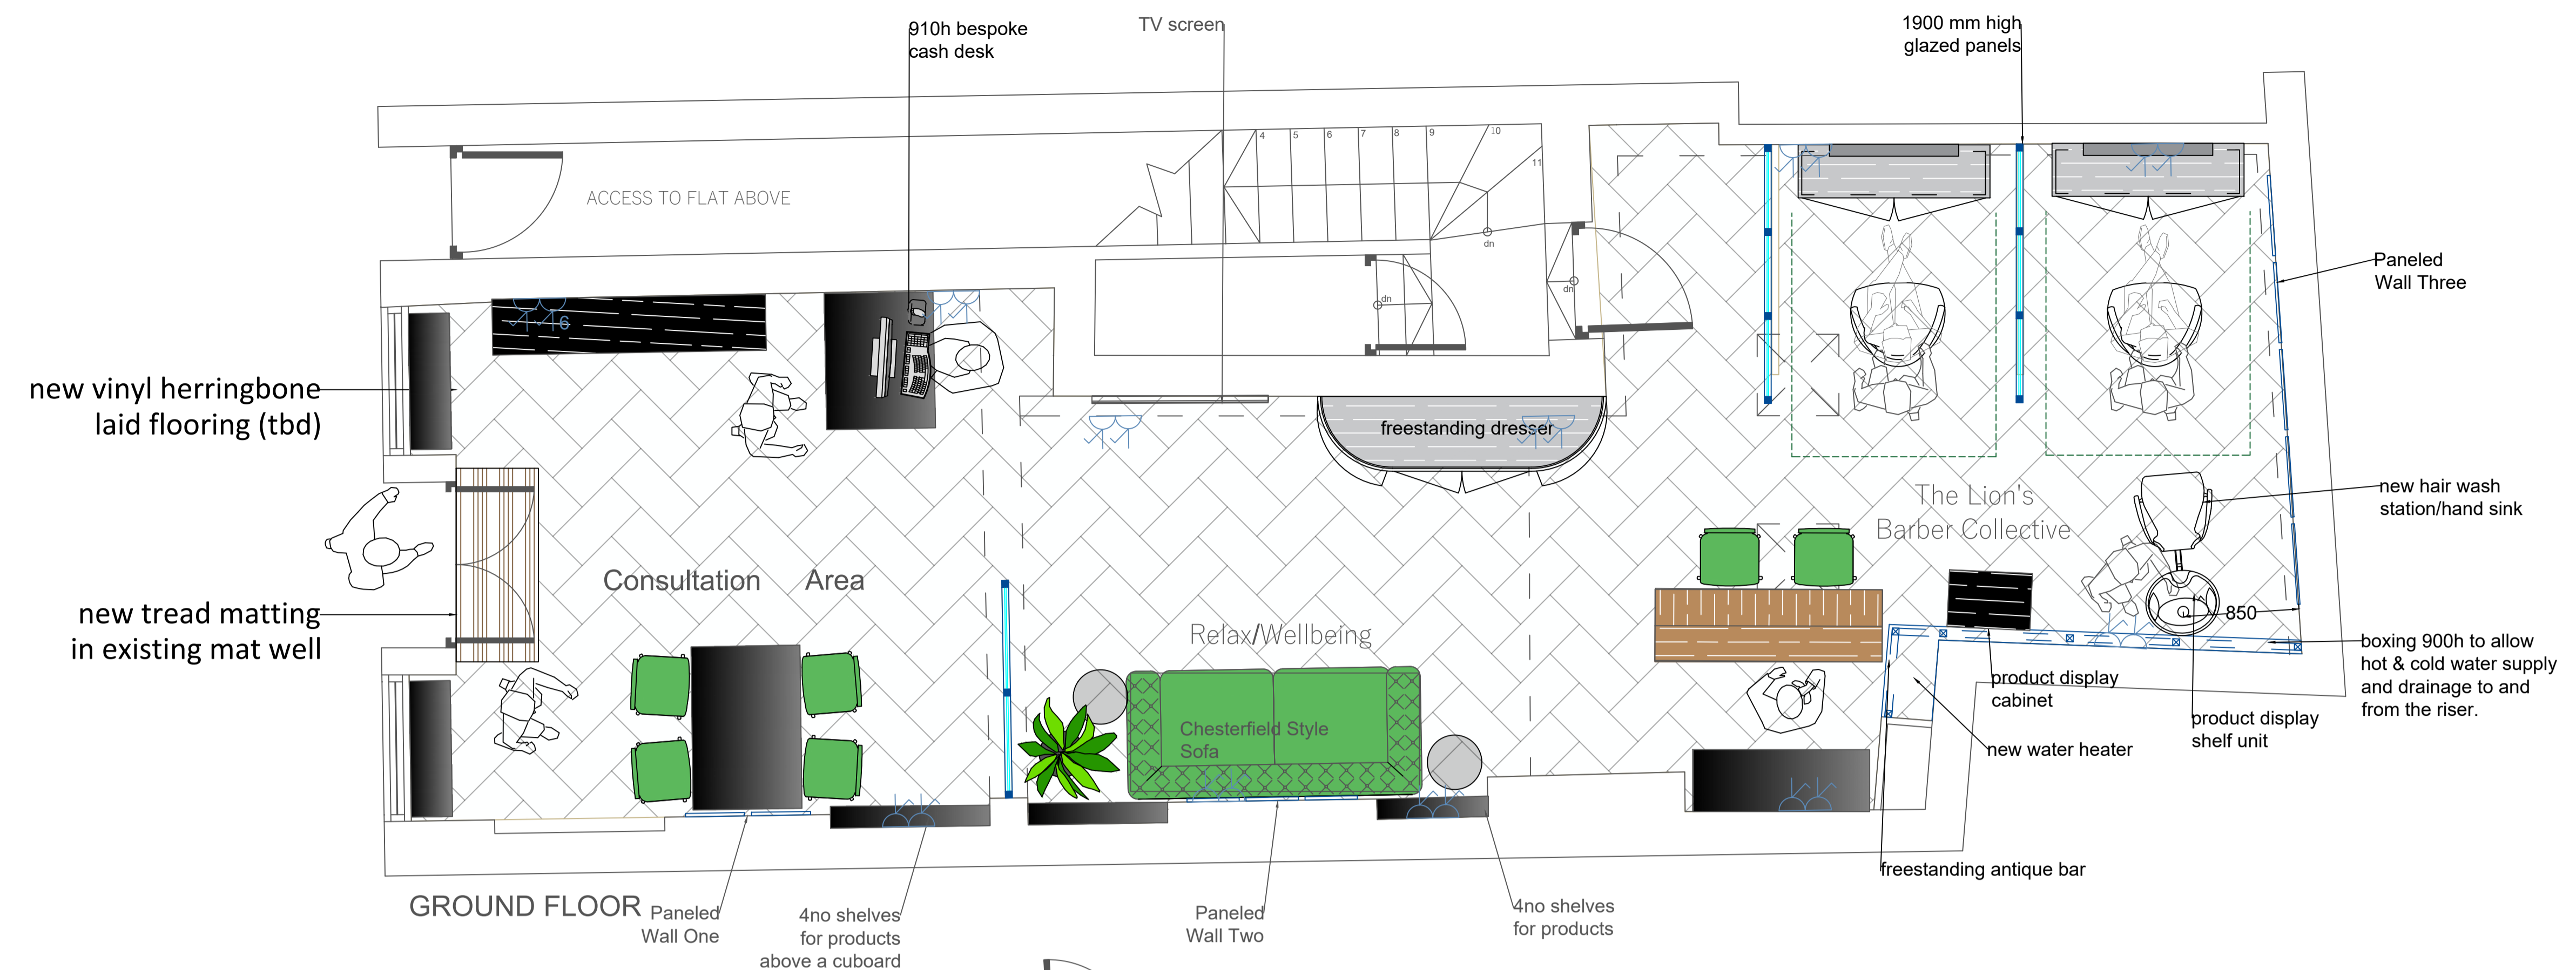 910h bespoke
cash desk
TV screen
1900 mm high
glazed panels
4
5
6
7
8
9
10
11
ACCESS TO FLAT ABOVE
dn
dn
dn
Paneled
Wall Three
6
new vinyl herringbone
laid flooring (tbd)
freestanding dresser
The Lion's
Barber Collective
new hair wash
station/hand sink
Consultation Area
new tread matting
in existing mat well
Relax/Wellbeing
850
boxing 900h to allow
hot & cold water supply
and drainage to and
from the riser.
product display
cabinet
product display
shelf unit
Chesterfield Style
Sofa
new water heater
freestanding antique bar
GROUND FLOOR
Paneled
Wall One
4no shelves
for products
above a cuboard
Paneled
Wall Two
4no shelves
for products